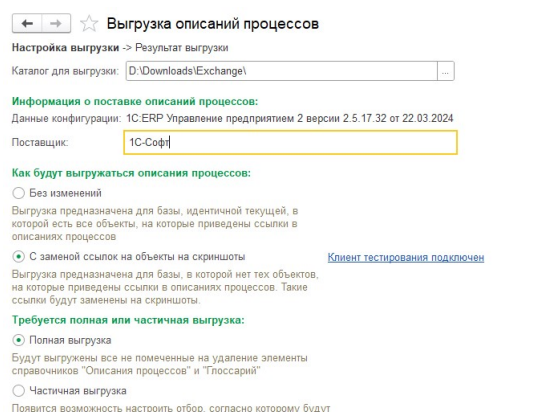 Выгрузка описаний процессов
Настройка выгрузки -> Результат выгрузки
Каталог для выгрузки: D:\Downloads\Exchange\ ...
Информация о поставке описаний процессов:
Данные конфигурации: 1С:ERP Управление предприятием 2 версии 2.5.17.32 от 22.03.2024
Поставщик: 1С-Софт
Как будут выгружаться описания процессов:
Без изменений
Выгрузка предназначена для базы, идентичной текущей, в
которой есть все объекты, на которые приведены ссылки в
описаниях процессов
С заменой ссылок на объекты на скриншоты Клиент тестирования подключен
Выгрузка предназначена для базы, в которой нет тех объектов,
на которые приведены ссылки в описаниях процессов. Такие
ссылки будут заменены на скриншоты.
Требуется полная или частичная выгрузка:
Полная выгрузка
Будут выгружены все не помеченные на удаление элементы
справочников "Описания процессов" и "Глоссарий"
Частичная выгрузка
Появится возможность настроить отбор, согласно которому будут